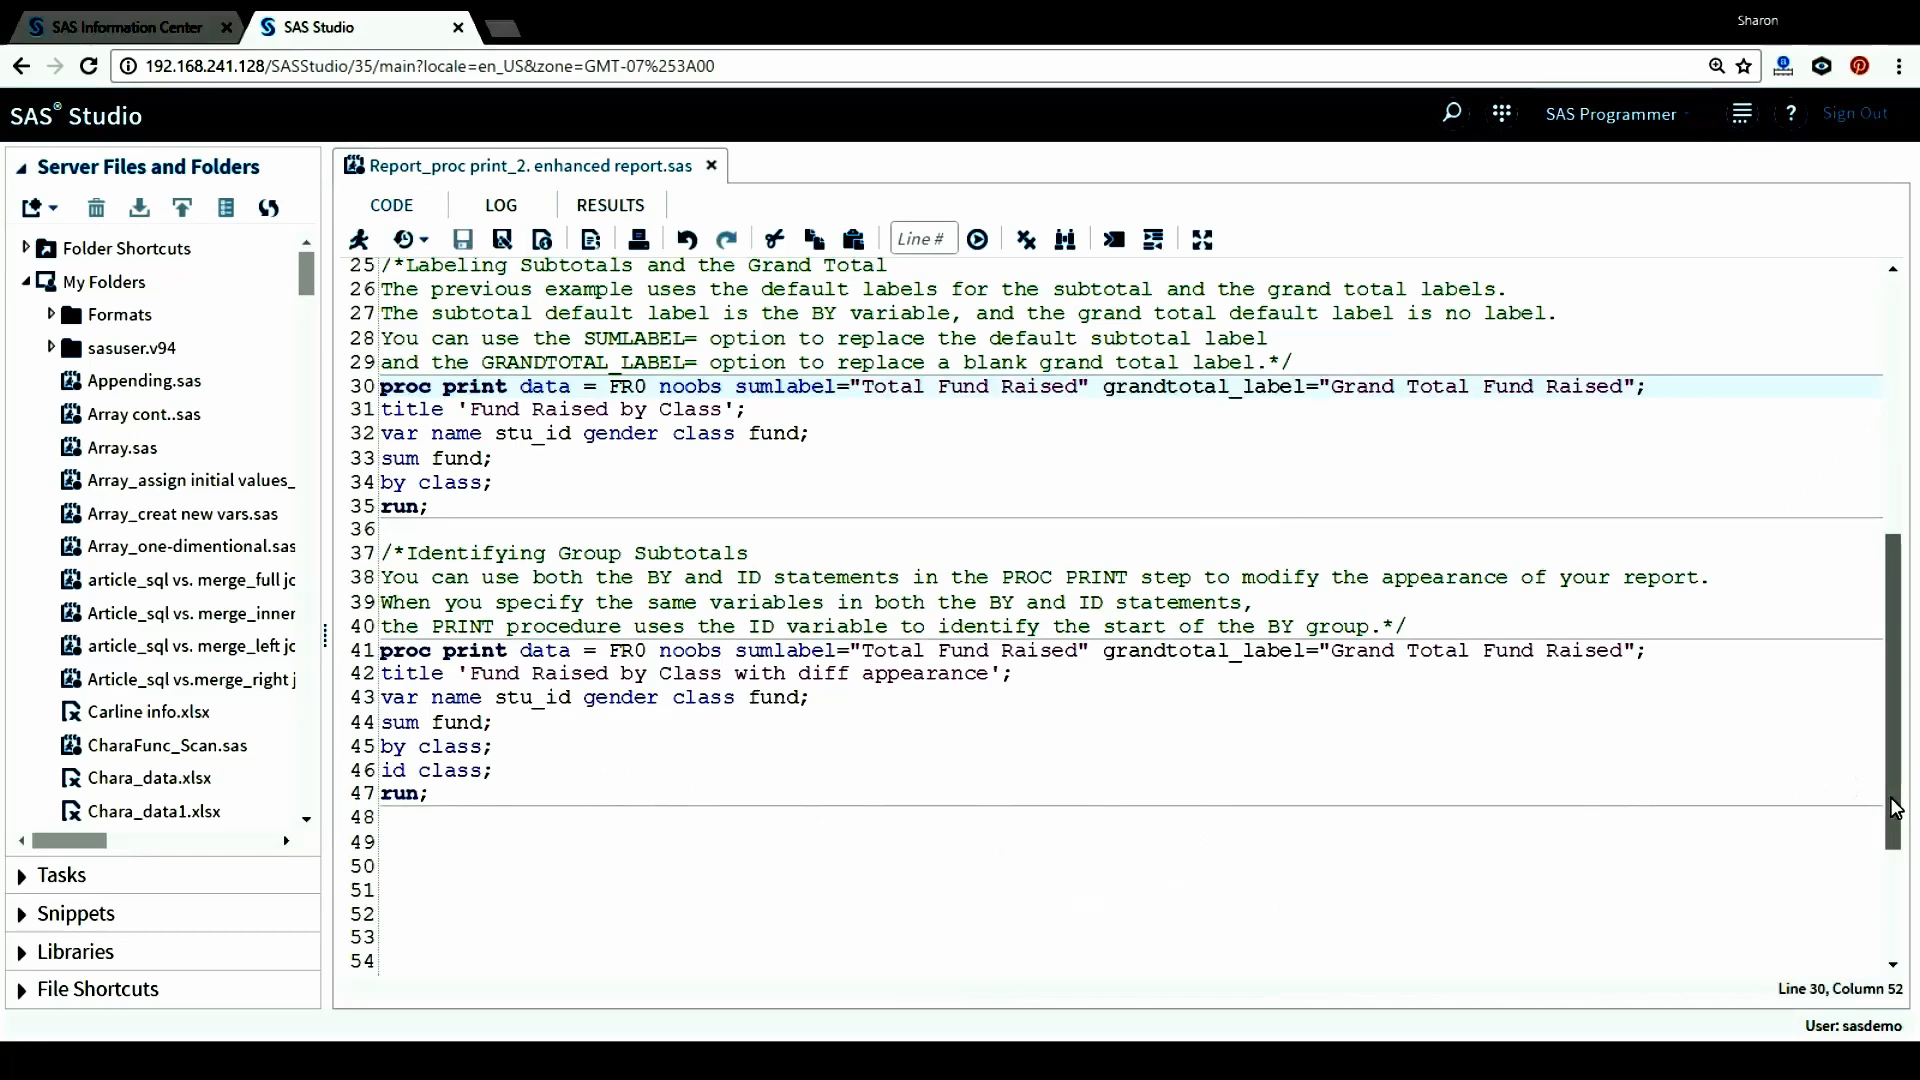 SAS Information Center
SAS Studio
Sharon
192.168.241.128/SASStudio/35/main?locale=en_US&zone=GMT-07%253A00
SAS® Studio
SAS Programmer
?
Sign Out
Server Files and Folders
Folder Shortcuts
My Folders
Formats
sasuser.v94
Appending.sas
Array cont..sas
Array.sas
Array_assign initial values_
Array_creat new vars.sas
Array_one-dimentional.sas
article_sql vs. merge_full jc
Article_sql vs. merge_inner
article_sql vs. merge_left jc
Article_sql vs.merge_right j
Carline info.xlsx
CharaFunc_Scan.sas
Chara_data.xlsx
Chara_data1.xlsx
Tasks
Snippets
Libraries
File Shortcuts
Report_proc print_2. enhanced report.sas
CODE LOG RESULTS
Line #
25 /*Labeling Subtotals and the Grand Total
26 The previous example uses the default labels for the subtotal and the grand total labels.
27 The subtotal default label is the BY variable, and the grand total default label is no label.
28 You can use the SUMLABEL= option to replace the default subtotal label
29 and the GRANDTOTAL_LABEL= option to replace a blank grand total label.*/
30 proc print data = FR0 noobs sumlabel="Total Fund Raised" grandtotal_label="Grand Total Fund Raised";
31 title 'Fund Raised by Class';
32 var name stu_id gender class fund;
33 sum fund;
34 by class;
35 run;
36
37 /*Identifying Group Subtotals
38 You can use both the BY and ID statements in the PROC PRINT step to modify the appearance of your report.
39 When you specify the same variables in both the BY and ID statements,
40 the PRINT procedure uses the ID variable to identify the start of the BY group.*/
41 proc print data = FR0 noobs sumlabel="Total Fund Raised" grandtotal_label="Grand Total Fund Raised";
42 title 'Fund Raised by Class with diff appearance';
43 var name stu_id gender class fund;
44 sum fund;
45 by class;
46 id class;
47 run;
48
49
50
51
52
53
54
Line 30, Column 52
User: sasdemo